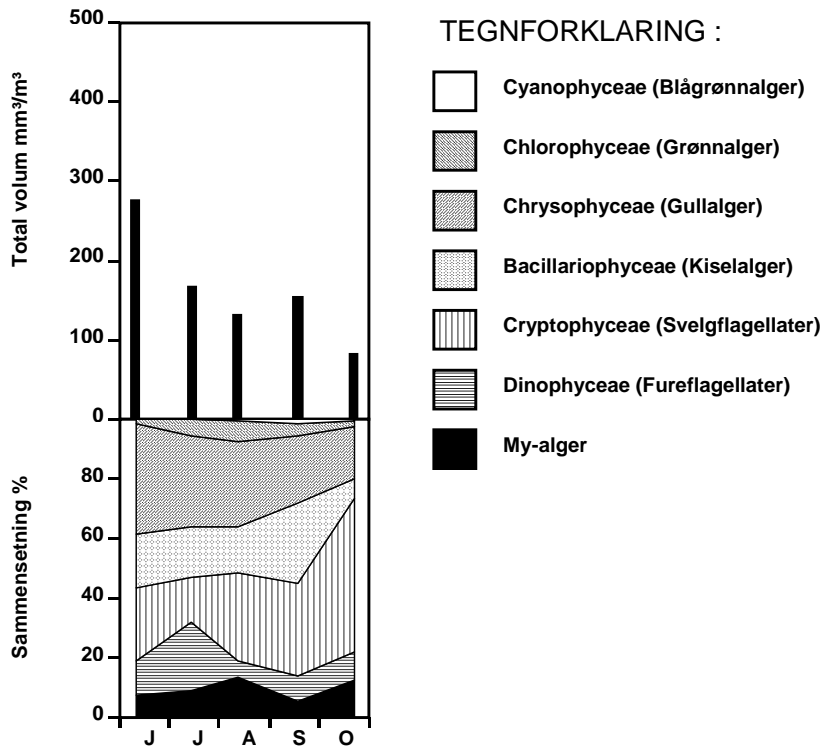 500
400
300
200
100
0
Total volum mm³/m³
80
60
40
20
0
Sammensetning %
J J A S O
TEGNFORKLARING :
Cyanophyceae (Blågrønnalger)
Chlorophyceae (Grønnalger)
Chrysophyceae (Gullalger)
Bacillariophyceae (Kiselalger)
Cryptophyceae (Svelgflagellater)
Dinophyceae (Fureflagellater)
My-alger